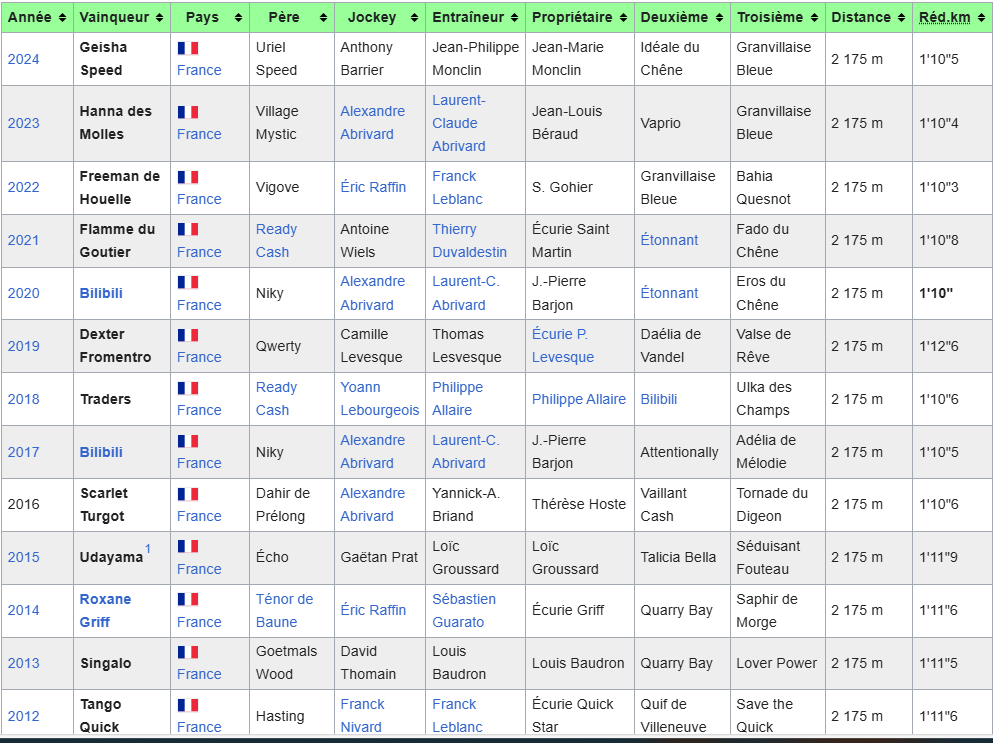 Année Vainqueur Pays Père Jockey Entraîneur Propriétaire Deuxième Troisième Distance Réd.km
2024 Geisha Speed France Uriel Speed Anthony Barrier Jean-Philippe Monclin Jean-Marie Monclin Idéale du Chêne Granvillaise Bleue 2 175 m 1'10"5
2023 Hanna des Molles France Village Mystic Alexandre Abrivard Laurent-Claude Abrivard Jean-Louis Béraud Vaprio Granvillaise Bleue 2 175 m 1'10"4
2022 Freeman de Houelle France Vigove Éric Raffin Franck Leblanc S. Gohier Granvillaise Bleue Bahia Quesnot 2 175 m 1'10"3
2021 Flamme du Goutier France Ready Cash Antoine Wiels Thierry Duvaldestin Écurie Saint Martin Étonnant Fado du Chêne 2 175 m 1'10"8
2020 Bilibili France Niky Alexandre Abrivard Laurent-C. Abrivard J.-Pierre Barjon Étonnant Eros du Chêne 2 175 m 1'10"
2019 Dexter Fromentro France Qwerty Camille Levesque Thomas Lesvesque Écurie P. Levesque Daélia de Vandel Valse de Rêve 2 175 m 1'12"6
2018 Traders France Ready Cash Yoann Lebourgeois Philippe Allaire Philippe Allaire Bilibili Ulka des Champs 2 175 m 1'10"6
2017 Bilibili France Niky Alexandre Abrivard Laurent-C. Abrivard J.-Pierre Barjon Attentionally Adélia de Mélodie 2 175 m 1'10"5
2016 Scarlet Turgot France Dahir de Prélong Alexandre Abrivard Yannick-A. Briand Thérèse Hoste Vaillant Cash Tornade du Digeon 2 175 m 1'10"6
2015 Udayama1 France Écho Gaëtan Prat Loïc Groussard Loïc Groussard Talicia Bella Séduisant Fouteau 2 175 m 1'11"9
2014 Roxane Griff France Ténor de Baune Éric Raffin Sébastien Guarato Écurie Griff Quarry Bay Saphir de Morge 2 175 m 1'11"6
2013 Singalo France Goetmals Wood David Thomain Louis Baudron Louis Baudron Quarry Bay Lover Power 2 175 m 1'11"5
2012 Tango Quick France Hasting Franck Nivard Franck Leblanc Écurie Quick Star Quif de Villeneuve Save the Quick 2 175 m 1'11"6